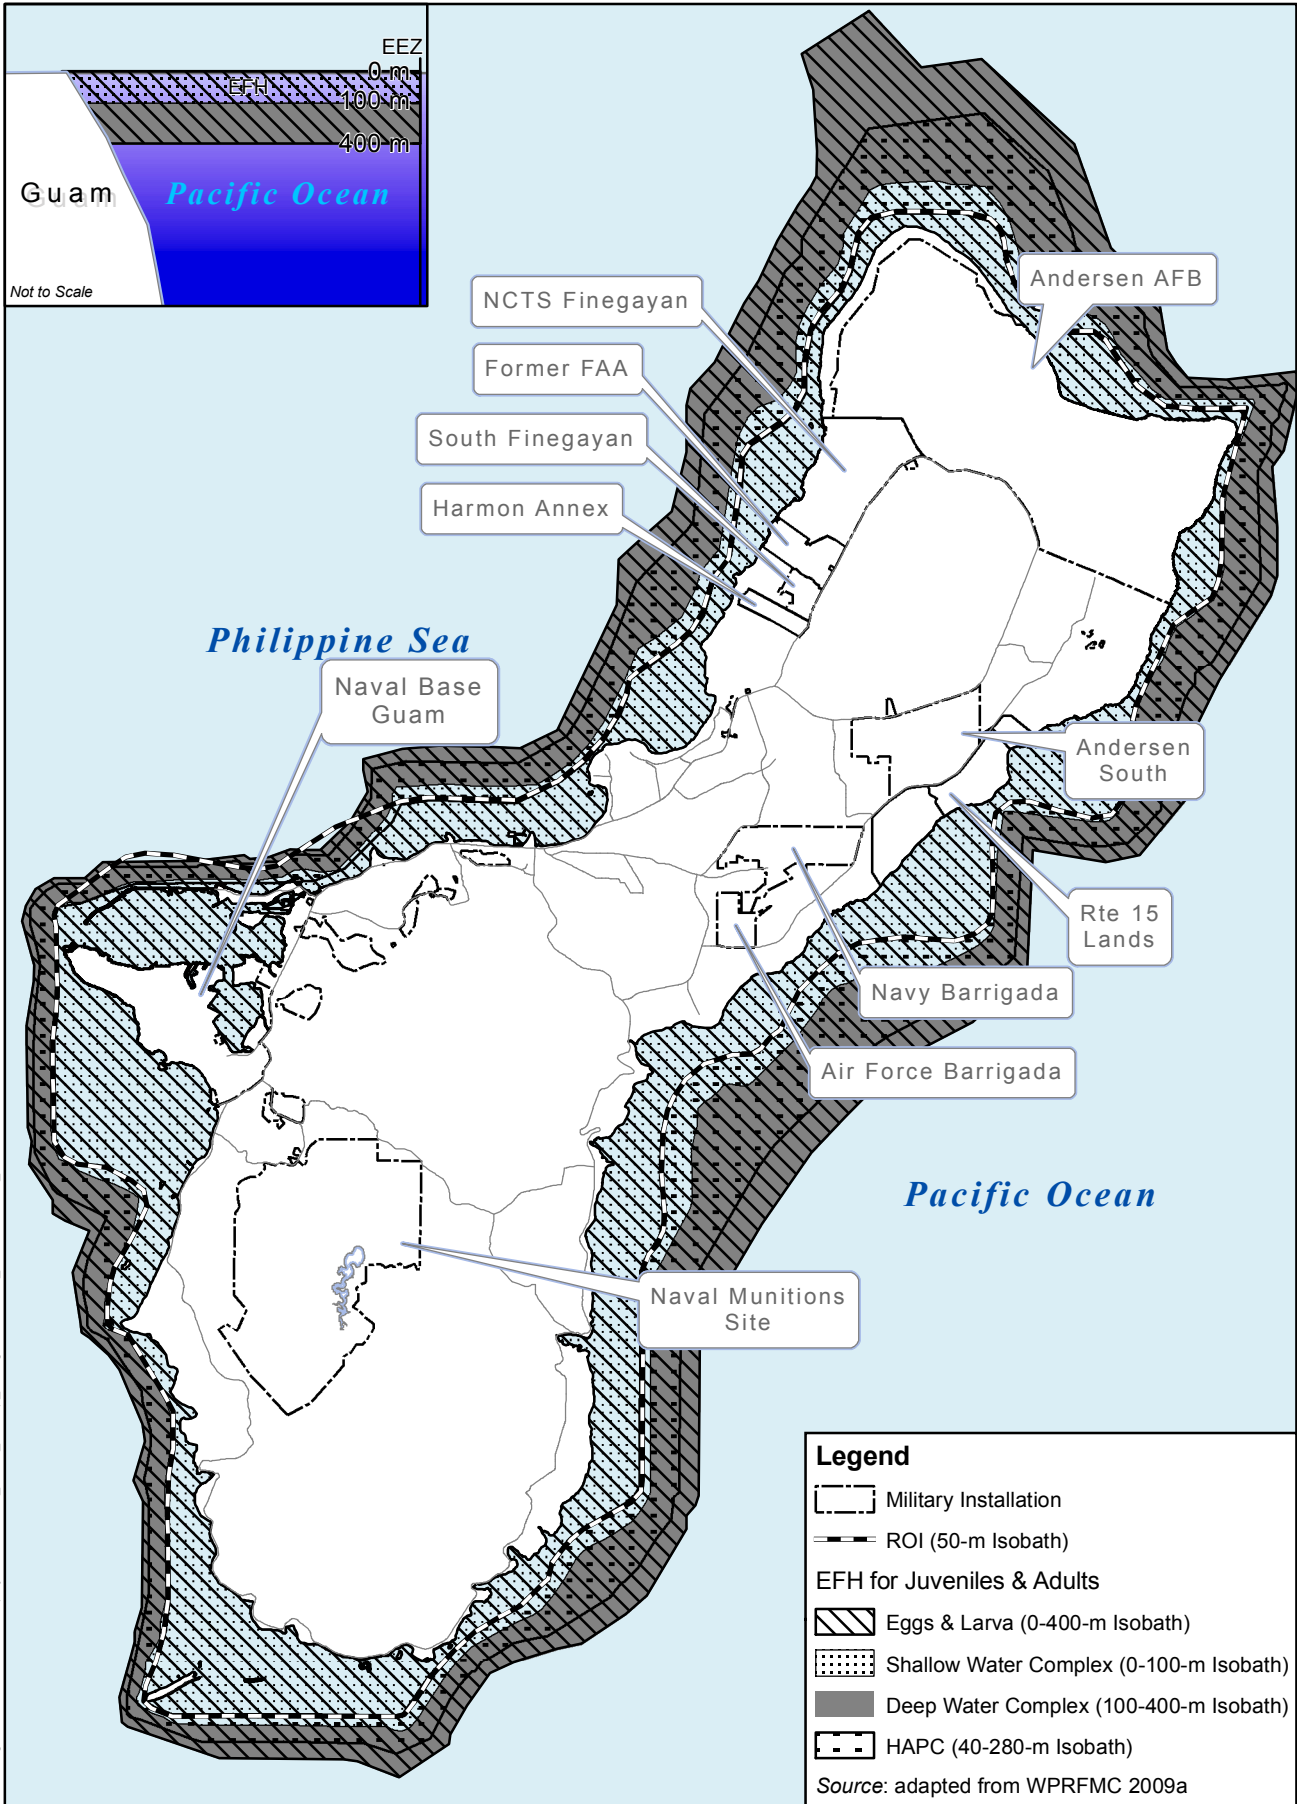 EEZ
0 m
EFH
100 m
400 m
Guam
Pacific Ocean
Not to Scale
Andersen AFB
NCTS Finegayan
Former FAA
South Finegayan
Harmon Annex
Philippine Sea
Naval Base
Guam
Andersen
South
Rte 15
Lands
Navy Barrigada
Air Force Barrigada
Pacific Ocean
Naval Munitions
Site
Legend
Military Installation
ROI (50-m Isobath)
EFH for Juveniles & Adults
Eggs & Larva (0-400-m Isobath)
Shallow Water Complex (0-100-m Isobath)
Deep Water Complex (100-400-m Isobath)
HAPC (40-280-m Isobath)
Source: adapted from WPRFMC 2009a